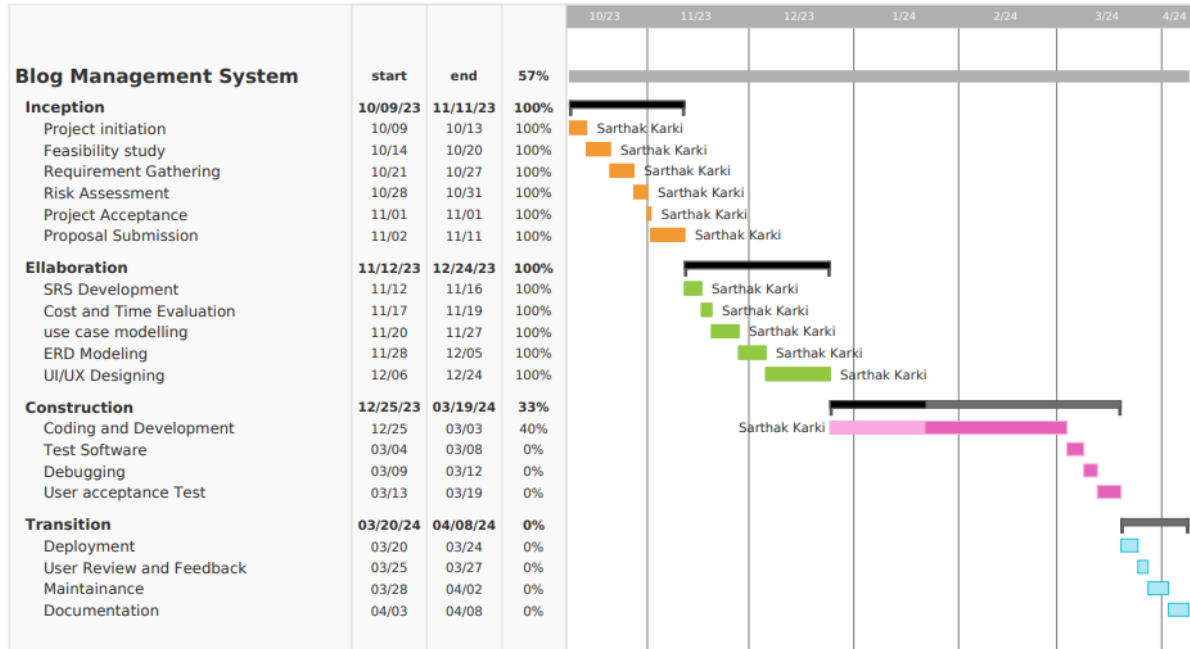 10/23 11/23 12/23 1/24 2/24 3/24 4/24
Blog Management System start end 57%
Inception 10/09/23 11/11/23 100%
Project initiation 10/09 10/13 100% Sarthak Karki
Feasibility study 10/14 10/20 100% Sarthak Karki
Requirement Gathering 10/21 10/27 100% Sarthak Karki
Risk Assessment 10/28 10/31 100% Sarthak Karki
Project Acceptance 11/01 11/01 100% Sarthak Karki
Proposal Submission 11/02 11/11 100% Sarthak Karki
Ellaboration 11/12/23 12/24/23 100%
SRS Development 11/12 11/16 100% Sarthak Karki
Cost and Time Evaluation 11/17 11/19 100% Sarthak Karki
use case modelling 11/20 11/27 100% Sarthak Karki
ERD Modeling 11/28 12/05 100% Sarthak Karki
UI/UX Designing 12/06 12/24 100% Sarthak Karki
Construction 12/25/23 03/19/24 33%
Coding and Development 12/25 03/03 40% Sarthak Karki
Test Software 03/04 03/08 0%
Debugging 03/09 03/12 0%
User acceptance Test 03/13 03/19 0%
Transition 03/20/24 04/08/24 0%
Deployment 03/20 03/24 0%
User Review and Feedback 03/25 03/27 0%
Maintainance 03/28 04/02 0%
Documentation 04/03 04/08 0%